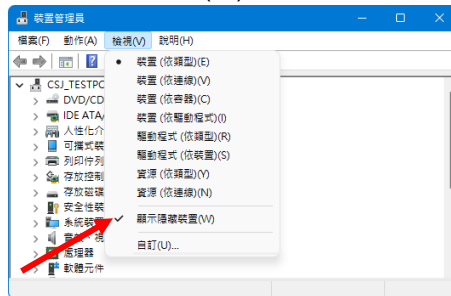 裝置管理員
檔案(F) 動作(A) 檢視(V) 說明(H)
裝置 (依類型)(E)
裝置 (依連線)(V)
裝置 (依容器)(C)
裝置 (依驅動程式)(I)
驅動程式 (依類型)(R)
驅動程式 (依裝置)(S)
資源 (依類型)(Y)
資源 (依連線)(N)
顯示隱藏裝置(W)
自訂(U)...
CSJ_TESTPC
DVD/CD
IDE ATA/
人性化介
可攜式裝
列印佇列
存放控制
存放磁碟
安全性裝
系統裝置
音效、視
處理器
軟體元件